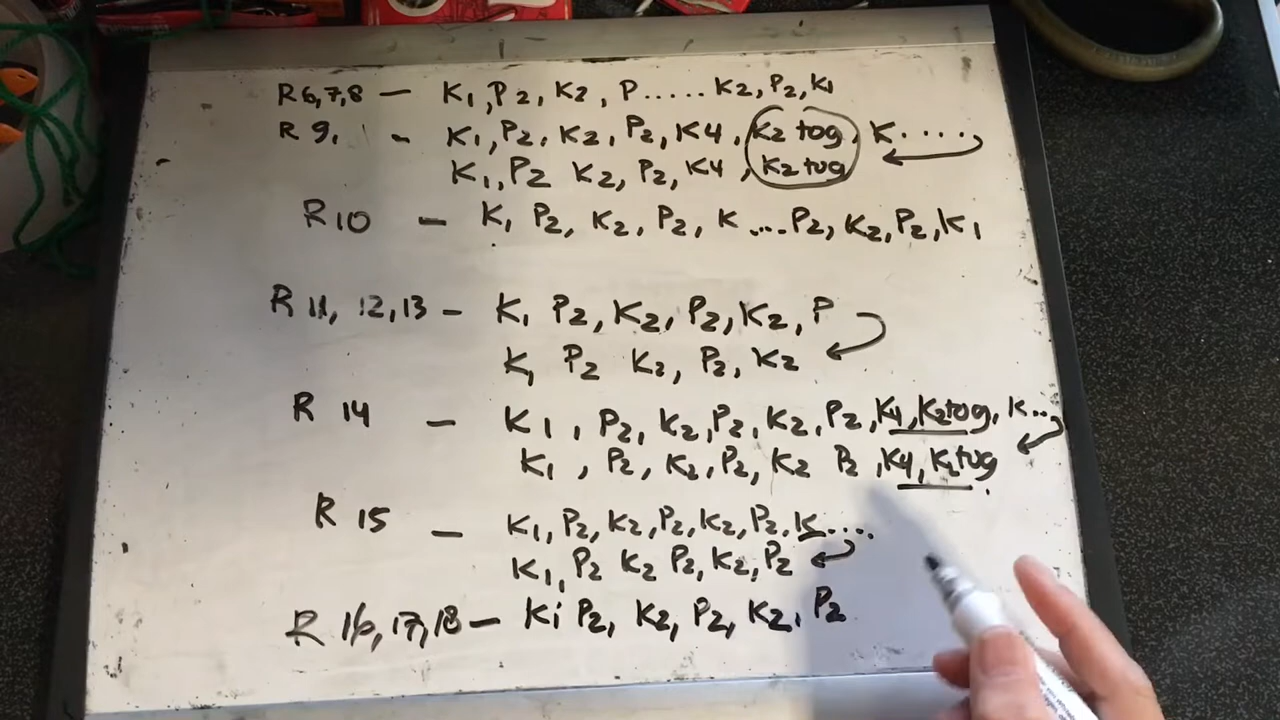 R6,7,8 — K1, P2, K2, P..... K2, P2, K1
R 9, - K1, P2, K2, P2, K4, K2 tog, K....
K1, P2 K2, P2, K4, K2 tog
R10 - K, P2, K2, P2, K ... P2, K2, P2, K1
R 11, 12, 13 - K, P2, K2, P2, K2, P
K, P2 K2, P2, K2
R 14 - K1, P2, K2, P2, K2, P2, K4, K2tog, K...
K1, P2, K2, P2, K2 P2, K4, K2tog
R 15 - K1, P2, K2, P2, K2, P2, K....
K1, P2 K2 P2, K2, P2
R 16, 17, 18 - K1 P2, K2, P2, K2, P2